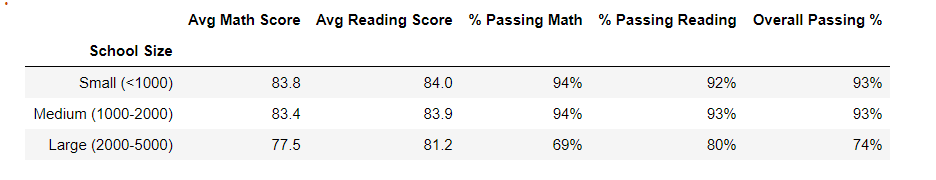 Avg Math Score Avg Reading Score % Passing Math % Passing Reading Overall Passing %
School Size
Small (<1000) 83.8 84.0 94% 92% 93%
Medium (1000-2000) 83.4 83.9 94% 93% 93%
Large (2000-5000) 77.5 81.2 69% 80% 74%